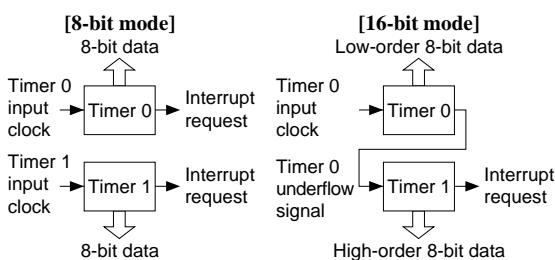 [8-bit mode]
8-bit data
Timer 0
input
clock
Timer 0
Interrupt
request
Timer 1
input
clock
Timer 1
Interrupt
request
8-bit data
[16-bit mode]
Low-order 8-bit data
Timer 0
input
clock
Timer 0
Timer 0
underflow
signal
Timer 1
Interrupt
request
High-order 8-bit data